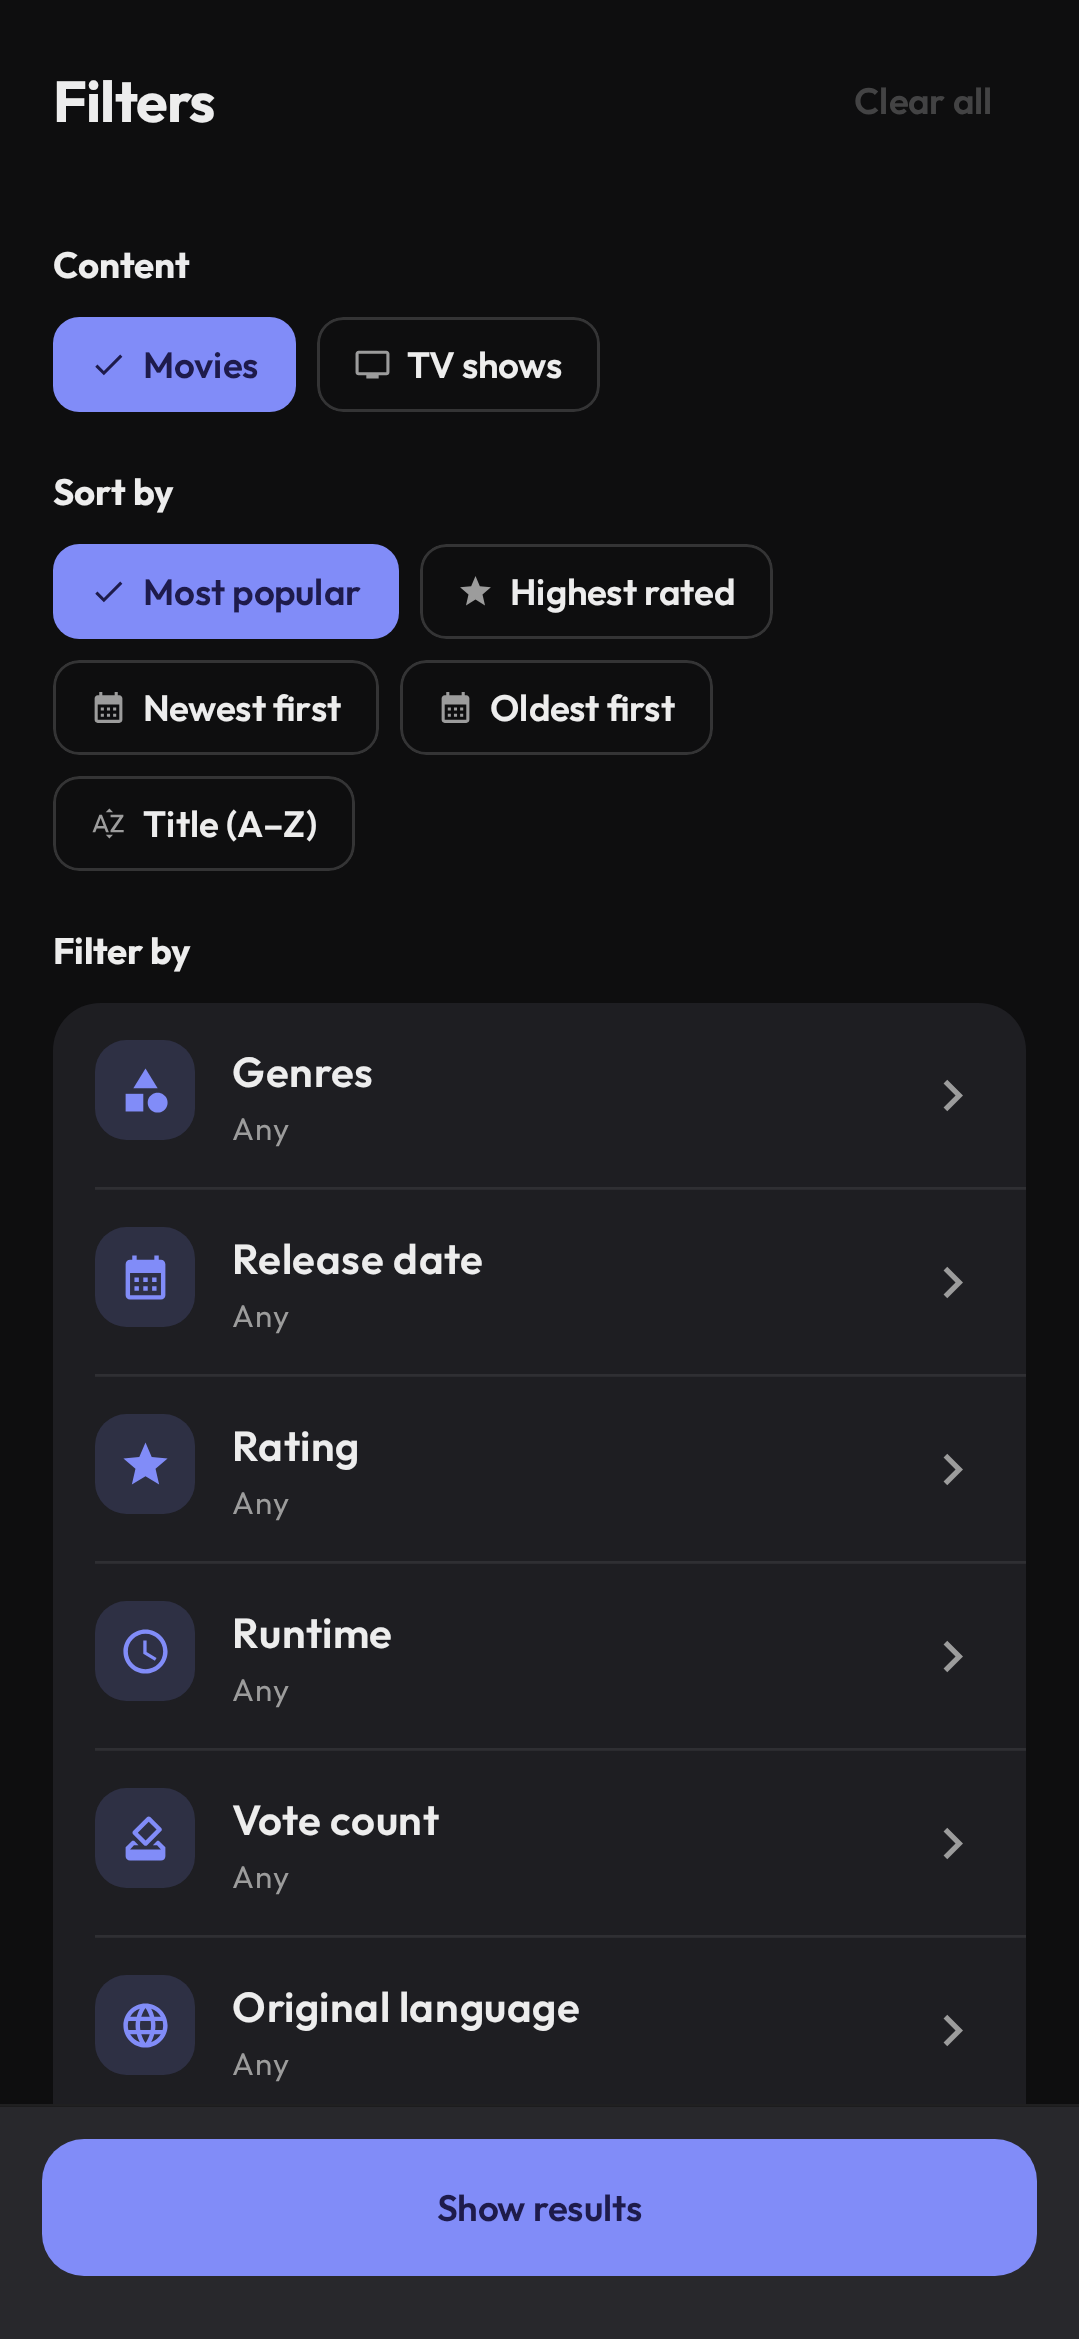 Filters
Clear all
Content
Movies
TV shows
Sort by
Most popular
Highest rated
Newest first
Oldest first
AZ Title (A–Z)
Filter by
Genres
Any
Release date
Any
Rating
Any
Runtime
Any
Vote count
Any
Original language
Any
Show results